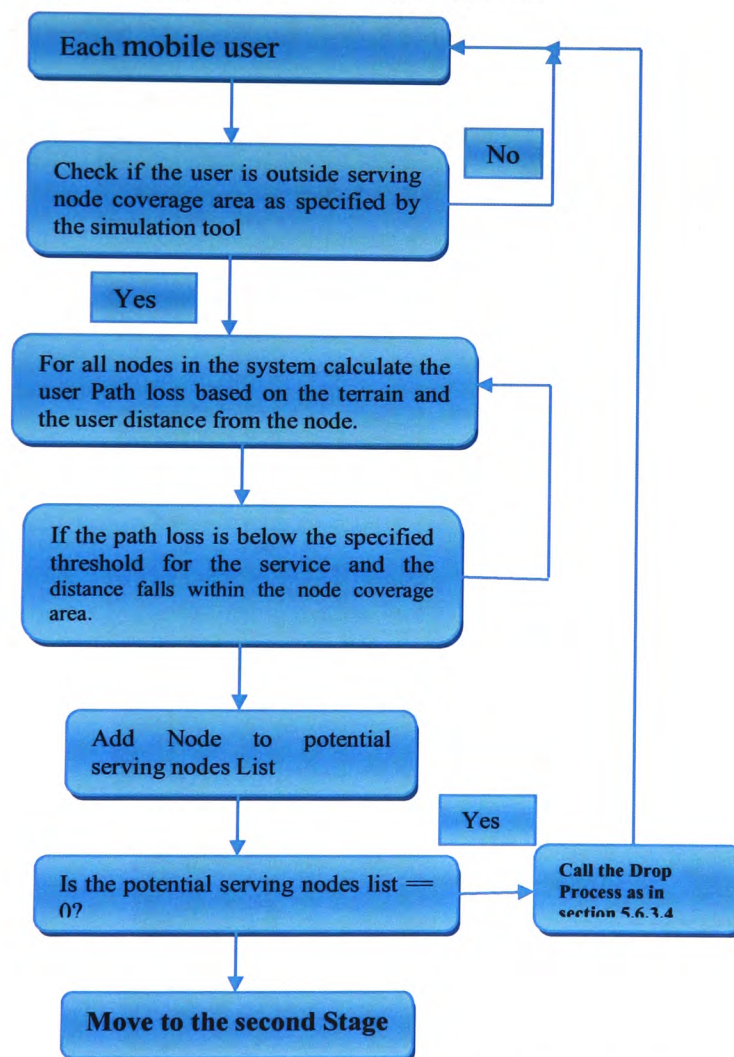 Each mobile user
No
Check if the user is outside serving
node coverage area as specified by
the simulation tool
Yes
For all nodes in the system calculate the
user Path loss based on the terrain and
the user distance from the node.
If the path loss is below the specified
threshold for the service and the
distance falls within the node coverage
area.
Add Node to potential
serving nodes List
Yes
Is the potential serving nodes list ==
0?
Call the Drop
Process as in
section 5.6.3.4
Move to the second Stage